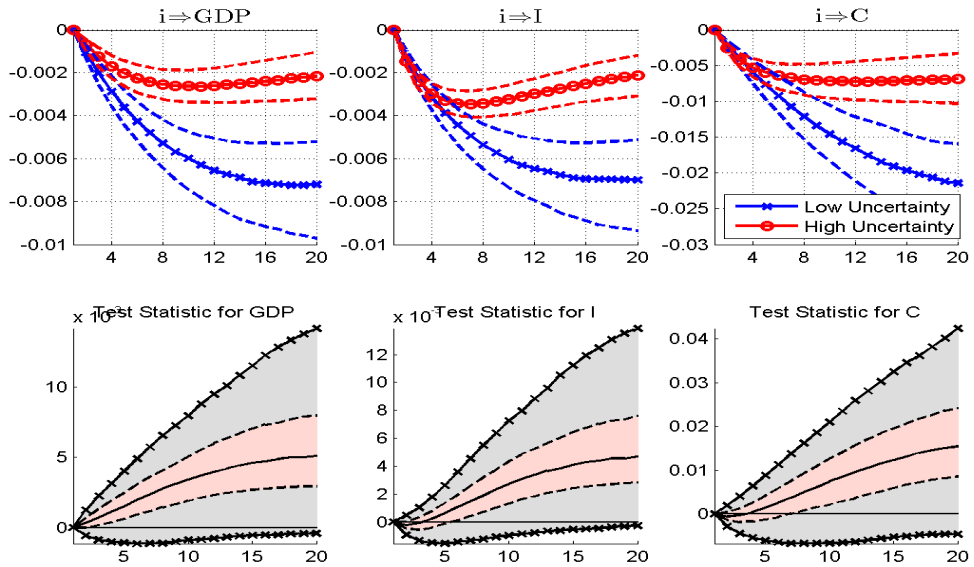 i⇒GDP
i⇒I
i⇒C
0
-0.002
-0.004
-0.006
-0.008
-0.01
4 8 12 16 20
0
-0.002
-0.004
-0.006
-0.008
-0.01
4 8 12 16 20
0
-0.005
-0.01
-0.015
-0.02
-0.025
-0.03
4 8 12 16 20
Low Uncertainty
High Uncertainty
Test Statistic for GDP
x 10
10
5
0
5 10 15 20
Test Statistic for I
x 10
12
10
8
6
4
2
0
5 10 15 20
Test Statistic for C
0.04
0.03
0.02
0.01
0
5 10 15 20